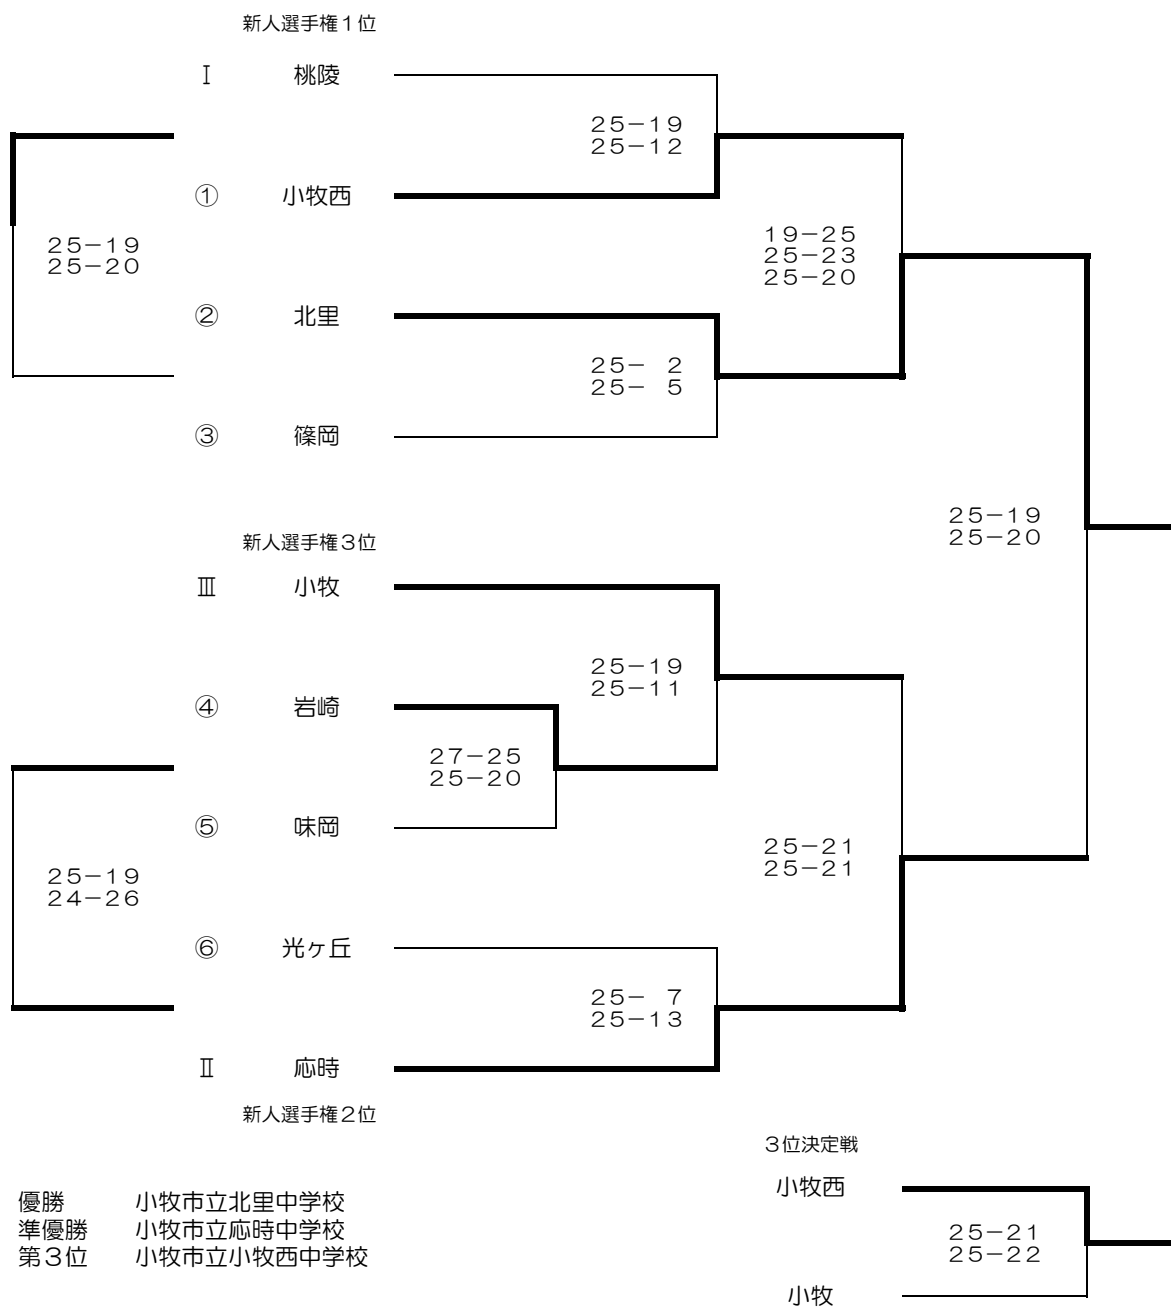 新人選手権１位
Ⅰ 桃陵
２５－１９
２５－１２
① 小牧西
２５－１９
２５－２０
１９－２５
２５－２３
２５－２０
② 北里
２５－　２
２５－　５
③ 篠岡
２５－１９
２５－２０
新人選手権３位
Ⅲ 小牧
２５－１９
２５－１１
④ 岩崎
２７－２５
２５－２０
⑤ 味岡
２５－２１
２５－２１
２５－１９
２４－２６
⑥ 光ヶ丘
２５－　７
２５－１３
Ⅱ 応時
新人選手権２位
３位決定戦
小牧西
２５－２１
２５－２２
小牧
優勝 小牧市立北里中学校
準優勝 小牧市立応時中学校
第３位 小牧市立小牧西中学校